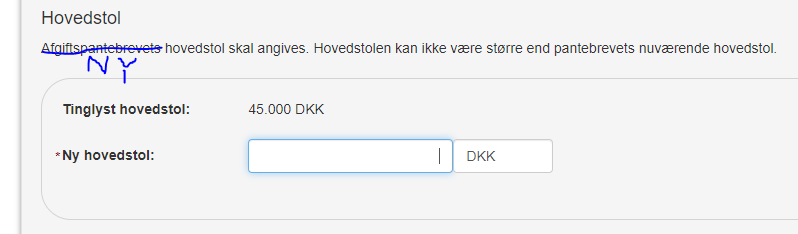 Hovedstol
Afgiftspantebrevets hovedstol skal angives. Hovedstolen kan ikke være større end pantebrevets nuværende hovedstol.
NY
Tinglyst hovedstol: 45.000 DKK
*Ny hovedstol: DKK